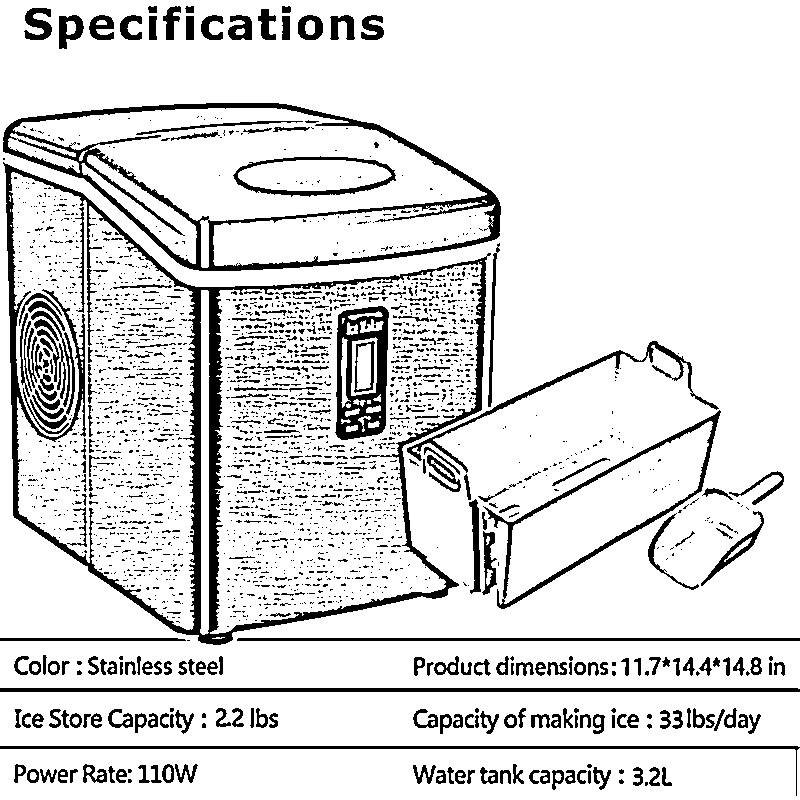 Specifications
Color : Stainless steel
Product dimensions: 11.7*14.4*14.8 in
Ice Store Capacity : 2.2 lbs
Capacity of making ice : 33lbs/day
Power Rate: 110W
Water tank capacity : 3.2L